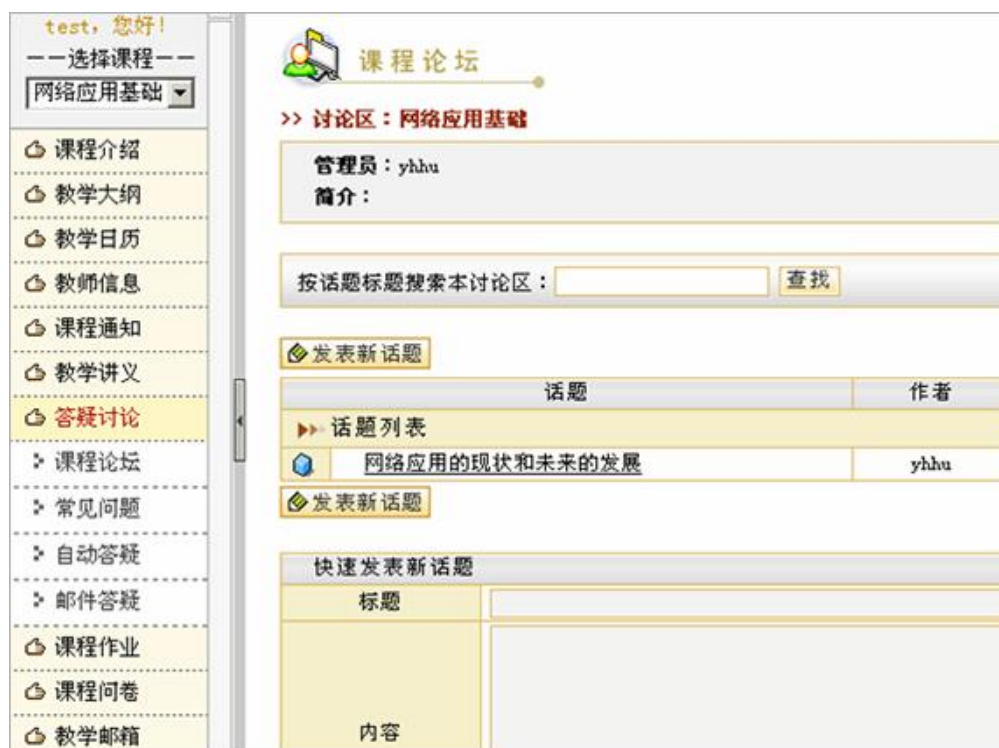 test，您好！
——选择课程——
网络应用基础
课程介绍
教学大纲
教学日历
教师信息
课程通知
教学讲义
答疑讨论
课程论坛
常见问题
自动答疑
邮件答疑
课程作业
课程问卷
教学邮箱
课程论坛
>> 讨论区：网络应用基础
管理员：yhhu
简介：
按话题标题搜索本讨论区： 查找
发表新话题
话题 作者
话题列表
网络应用的现状和未来的发展 yhhu
发表新话题
快速发表新话题
标题
内容